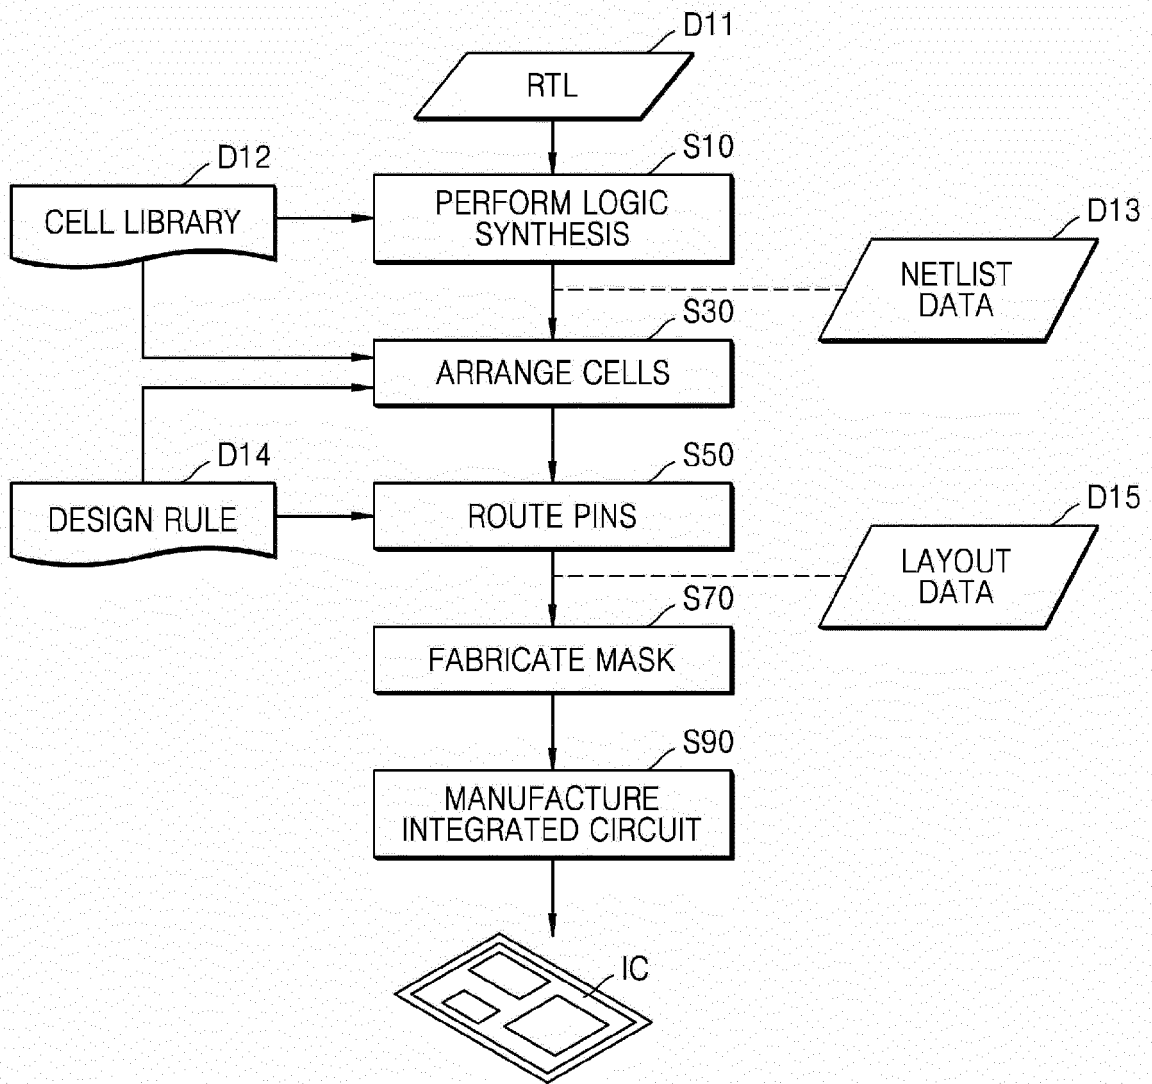 D11
RTL
S10
D12
PERFORM LOGIC
SYNTHESIS
CELL LIBRARY
D13
NETLIST
DATA
S30
ARRANGE CELLS
D14
S50
DESIGN RULE
ROUTE PINS
D15
LAYOUT
DATA
S70
FABRICATE MASK
S90
MANUFACTURE
INTEGRATED CIRCUIT
IC